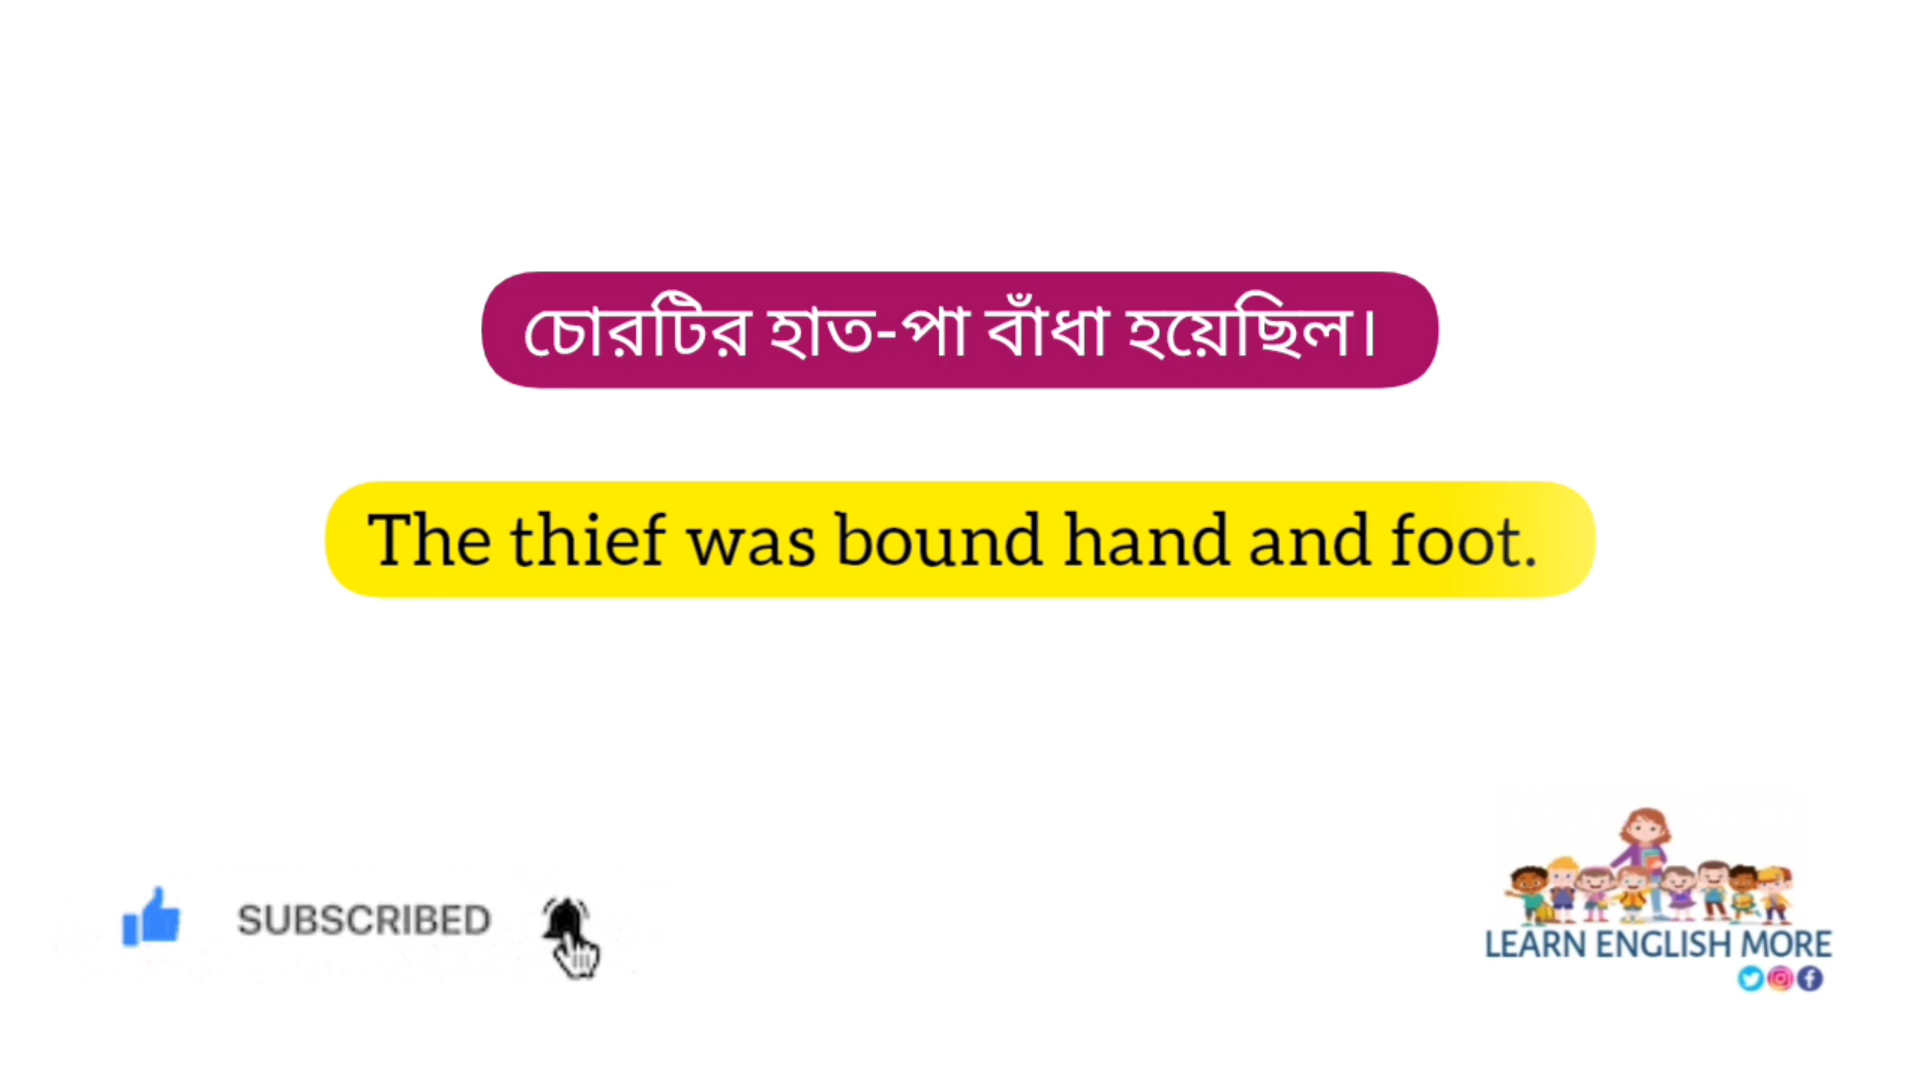 চোরটির হাত-পা বাঁধা হয়েছিল।
The thief was bound hand and foot.
SUBSCRIBED
LEARN ENGLISH MORE